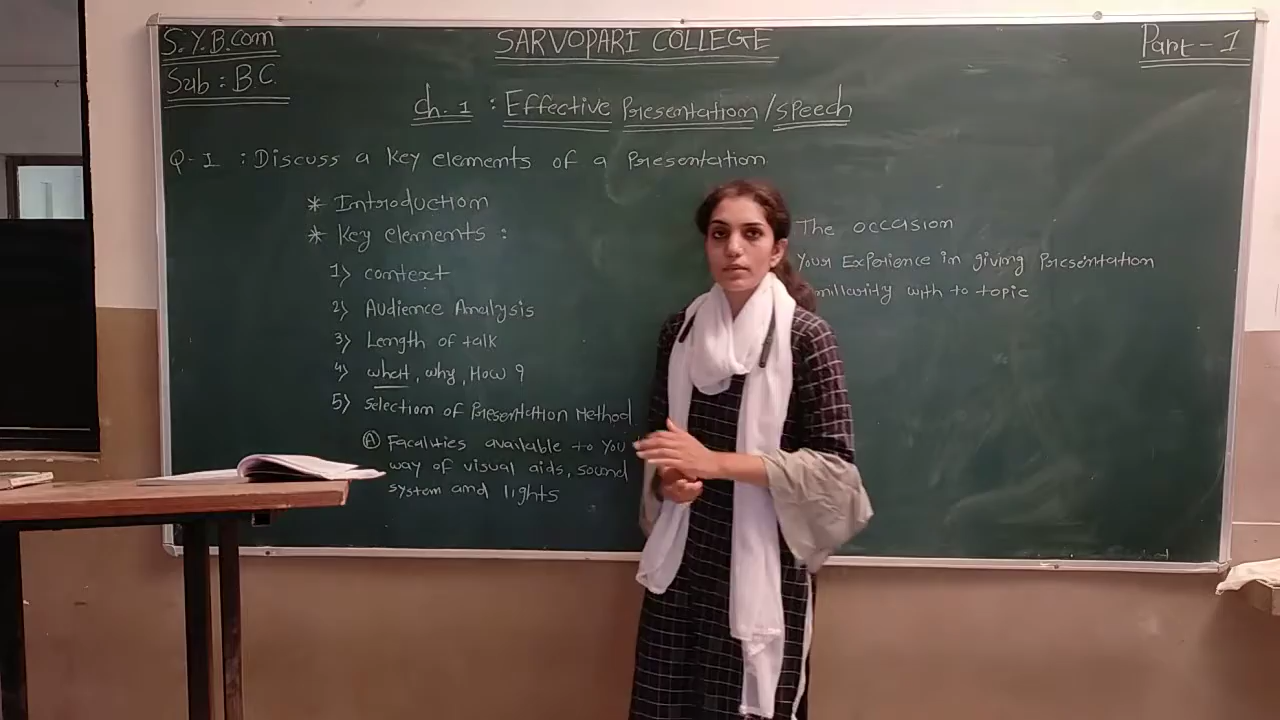 S.Y.B.com
SARVOPARI COLLEGE
Part-1
Sub : B.C.
Ch. 1 : Effective Presentation/speech
Q-I : Discuss a key elements of a Presentation
* Introduction
* Key elements :
1) context
2) Audience Analysis
3) Length of talk
4) what, why, How ?
5) Selection of Presentation Method
(A) Facalities available to You
way of visual aids, sound
system and lights
The occasion
Your Experience in giving Presentation
millarity with to topic